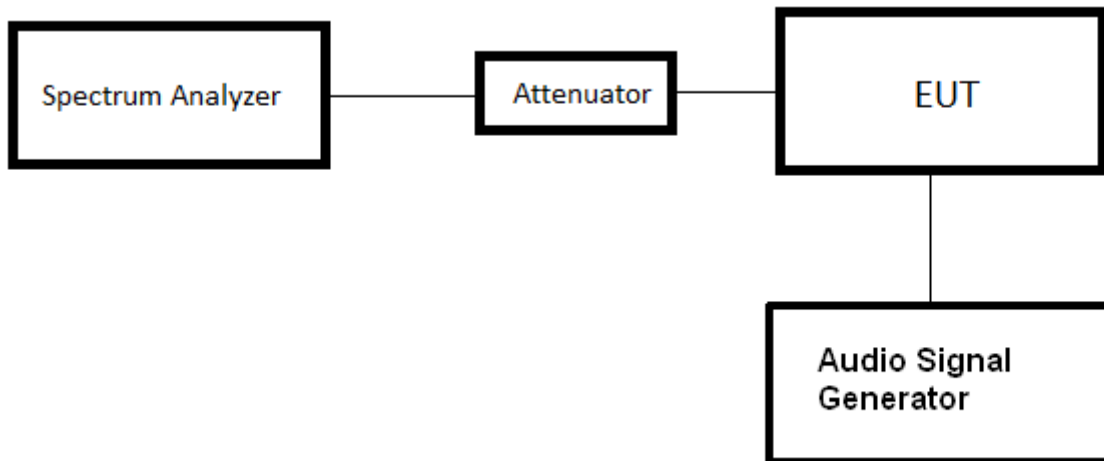 Spectrum Analyzer
Attenuator
EUT
Audio Signal
Generator